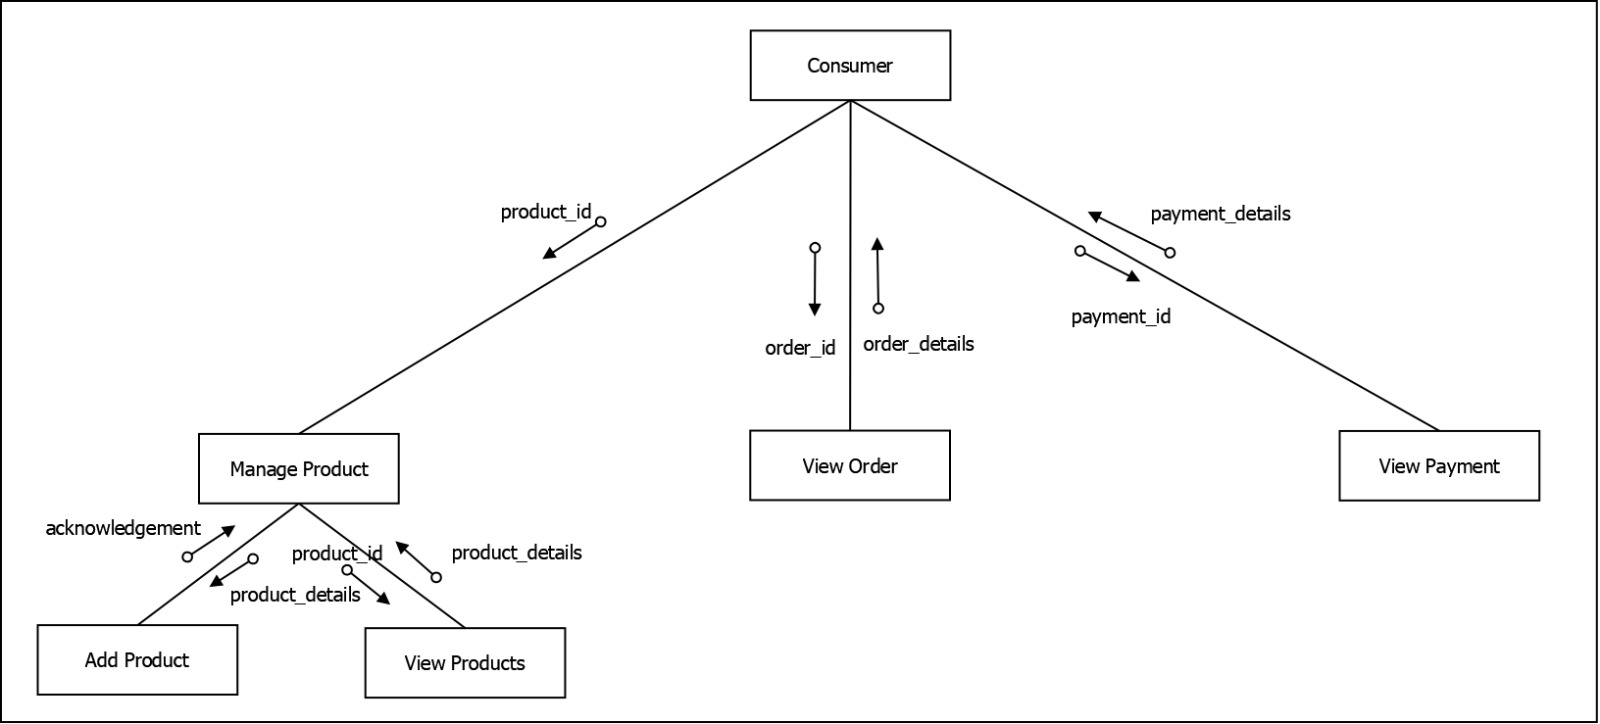 Consumer
product_id
payment_details
payment_id
order_id
order_details
Manage Product
View Order
View Payment
acknowledgement
product_id
product_details
product_details
Add Product
View Products